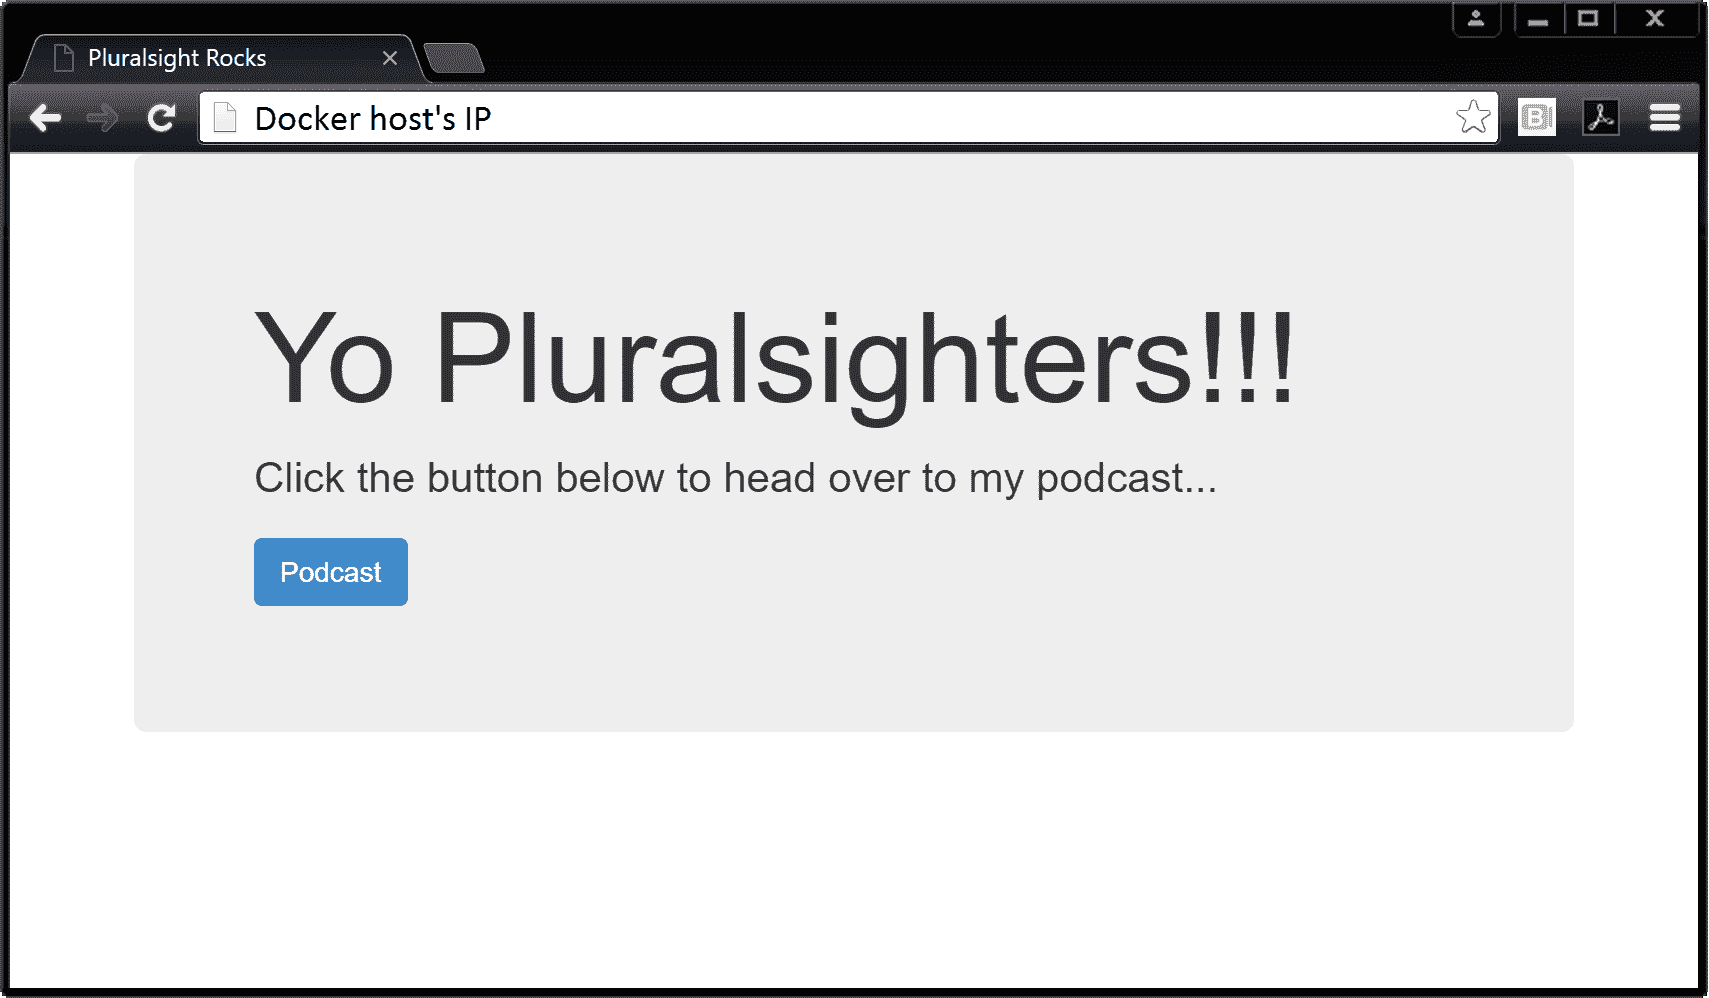 Pluralsight Rocks
Docker host's IP
Yo Pluralsighters!!!
Click the button below to head over to my podcast...
Podcast